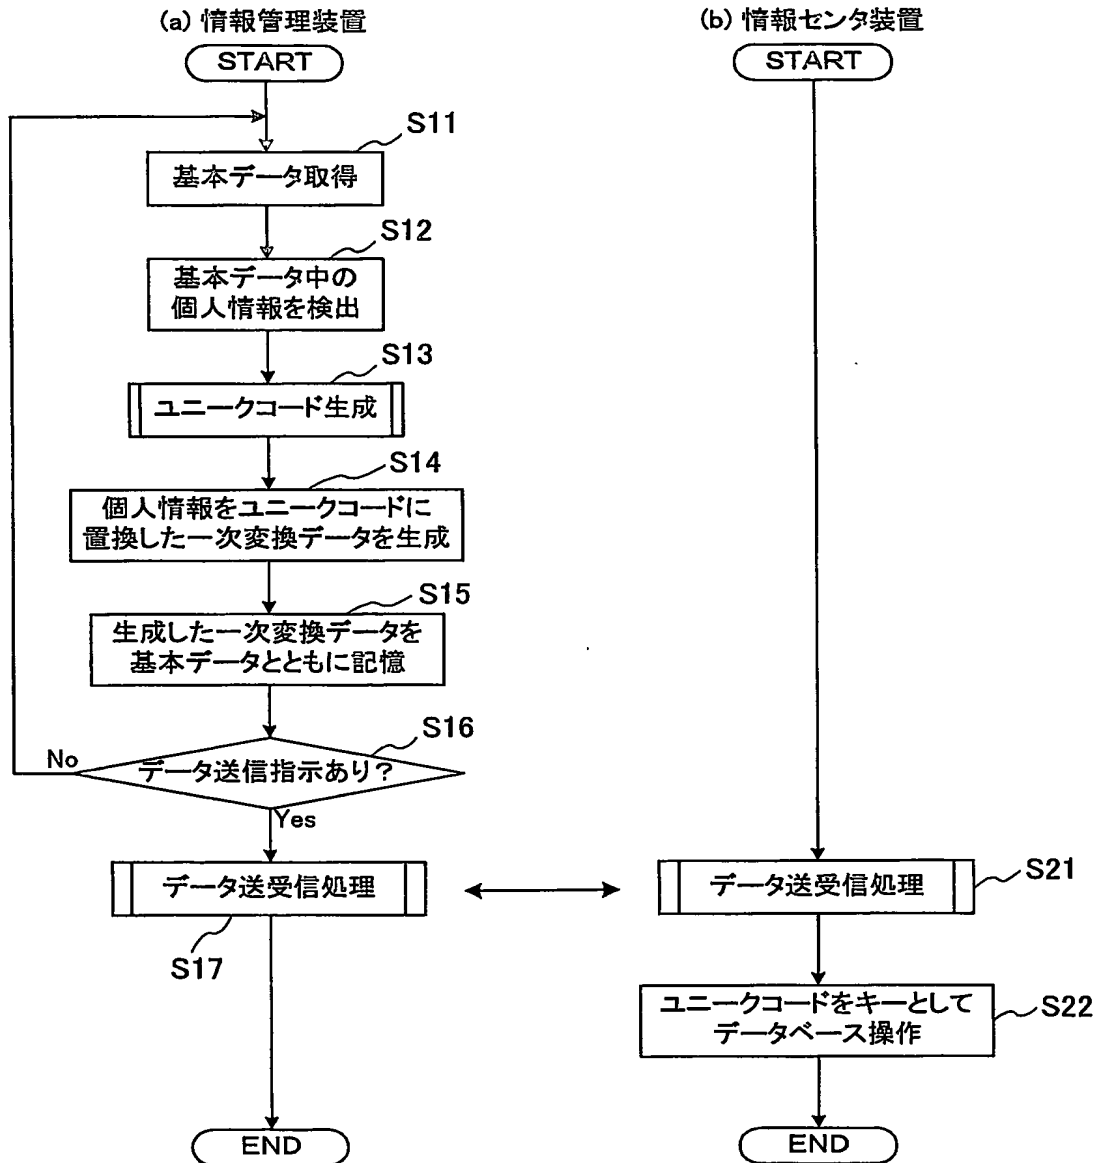 (a) 情報管理装置
START
S11
基本データ取得
S12
基本データ中の
個人情報を検出
S13
ユニークコード生成
S14
個人情報をユニークコードに
置換した一次変換データを生成
S15
生成した一次変換データを
基本データとともに記憶
S16
No
データ送信指示あり?
Yes
データ送受信処理
S17
END
(b) 情報センタ装置
START
データ送受信処理
S21
ユニークコードをキーとして
データベース操作
S22
END